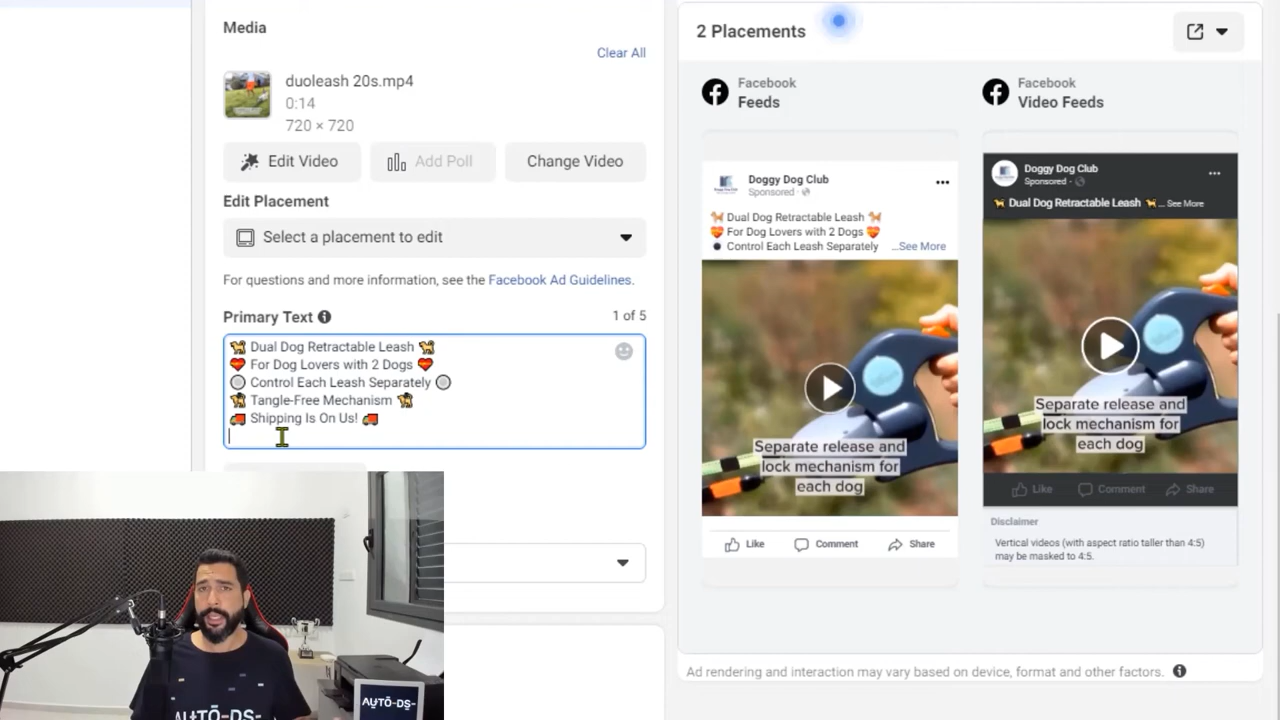 Media
Clear All
duoleash 20s.mp4
0:14
720 × 720
Edit Video
Add Poll
Change Video
Edit Placement
Select a placement to edit
For questions and more information, see the Facebook Ad Guidelines.
Primary Text
1 of 5
Dual Dog Retractable Leash
For Dog Lovers with 2 Dogs
Control Each Leash Separately
Tangle-Free Mechanism
Shipping Is On Us!
AUTŌ-DS-
AUTŌ-DS-
2 Placements
Facebook
Feeds
Doggy Dog Club
Sponsored ·
Dual Dog Retractable Leash
For Dog Lovers with 2 Dogs
Control Each Leash Separately ...See More
Separate release and
lock mechanism for
each dog
Like
Comment
Share
Facebook
Video Feeds
Doggy Dog Club
Sponsored ·
Dual Dog Retractable Leash ... See More
Separate release and
lock mechanism for
each dog
Like
Comment
Share
Disclaimer
Vertical videos (with aspect ratio taller than 4:5)
may be masked to 4:5.
Ad rendering and interaction may vary based on device, format and other factors.